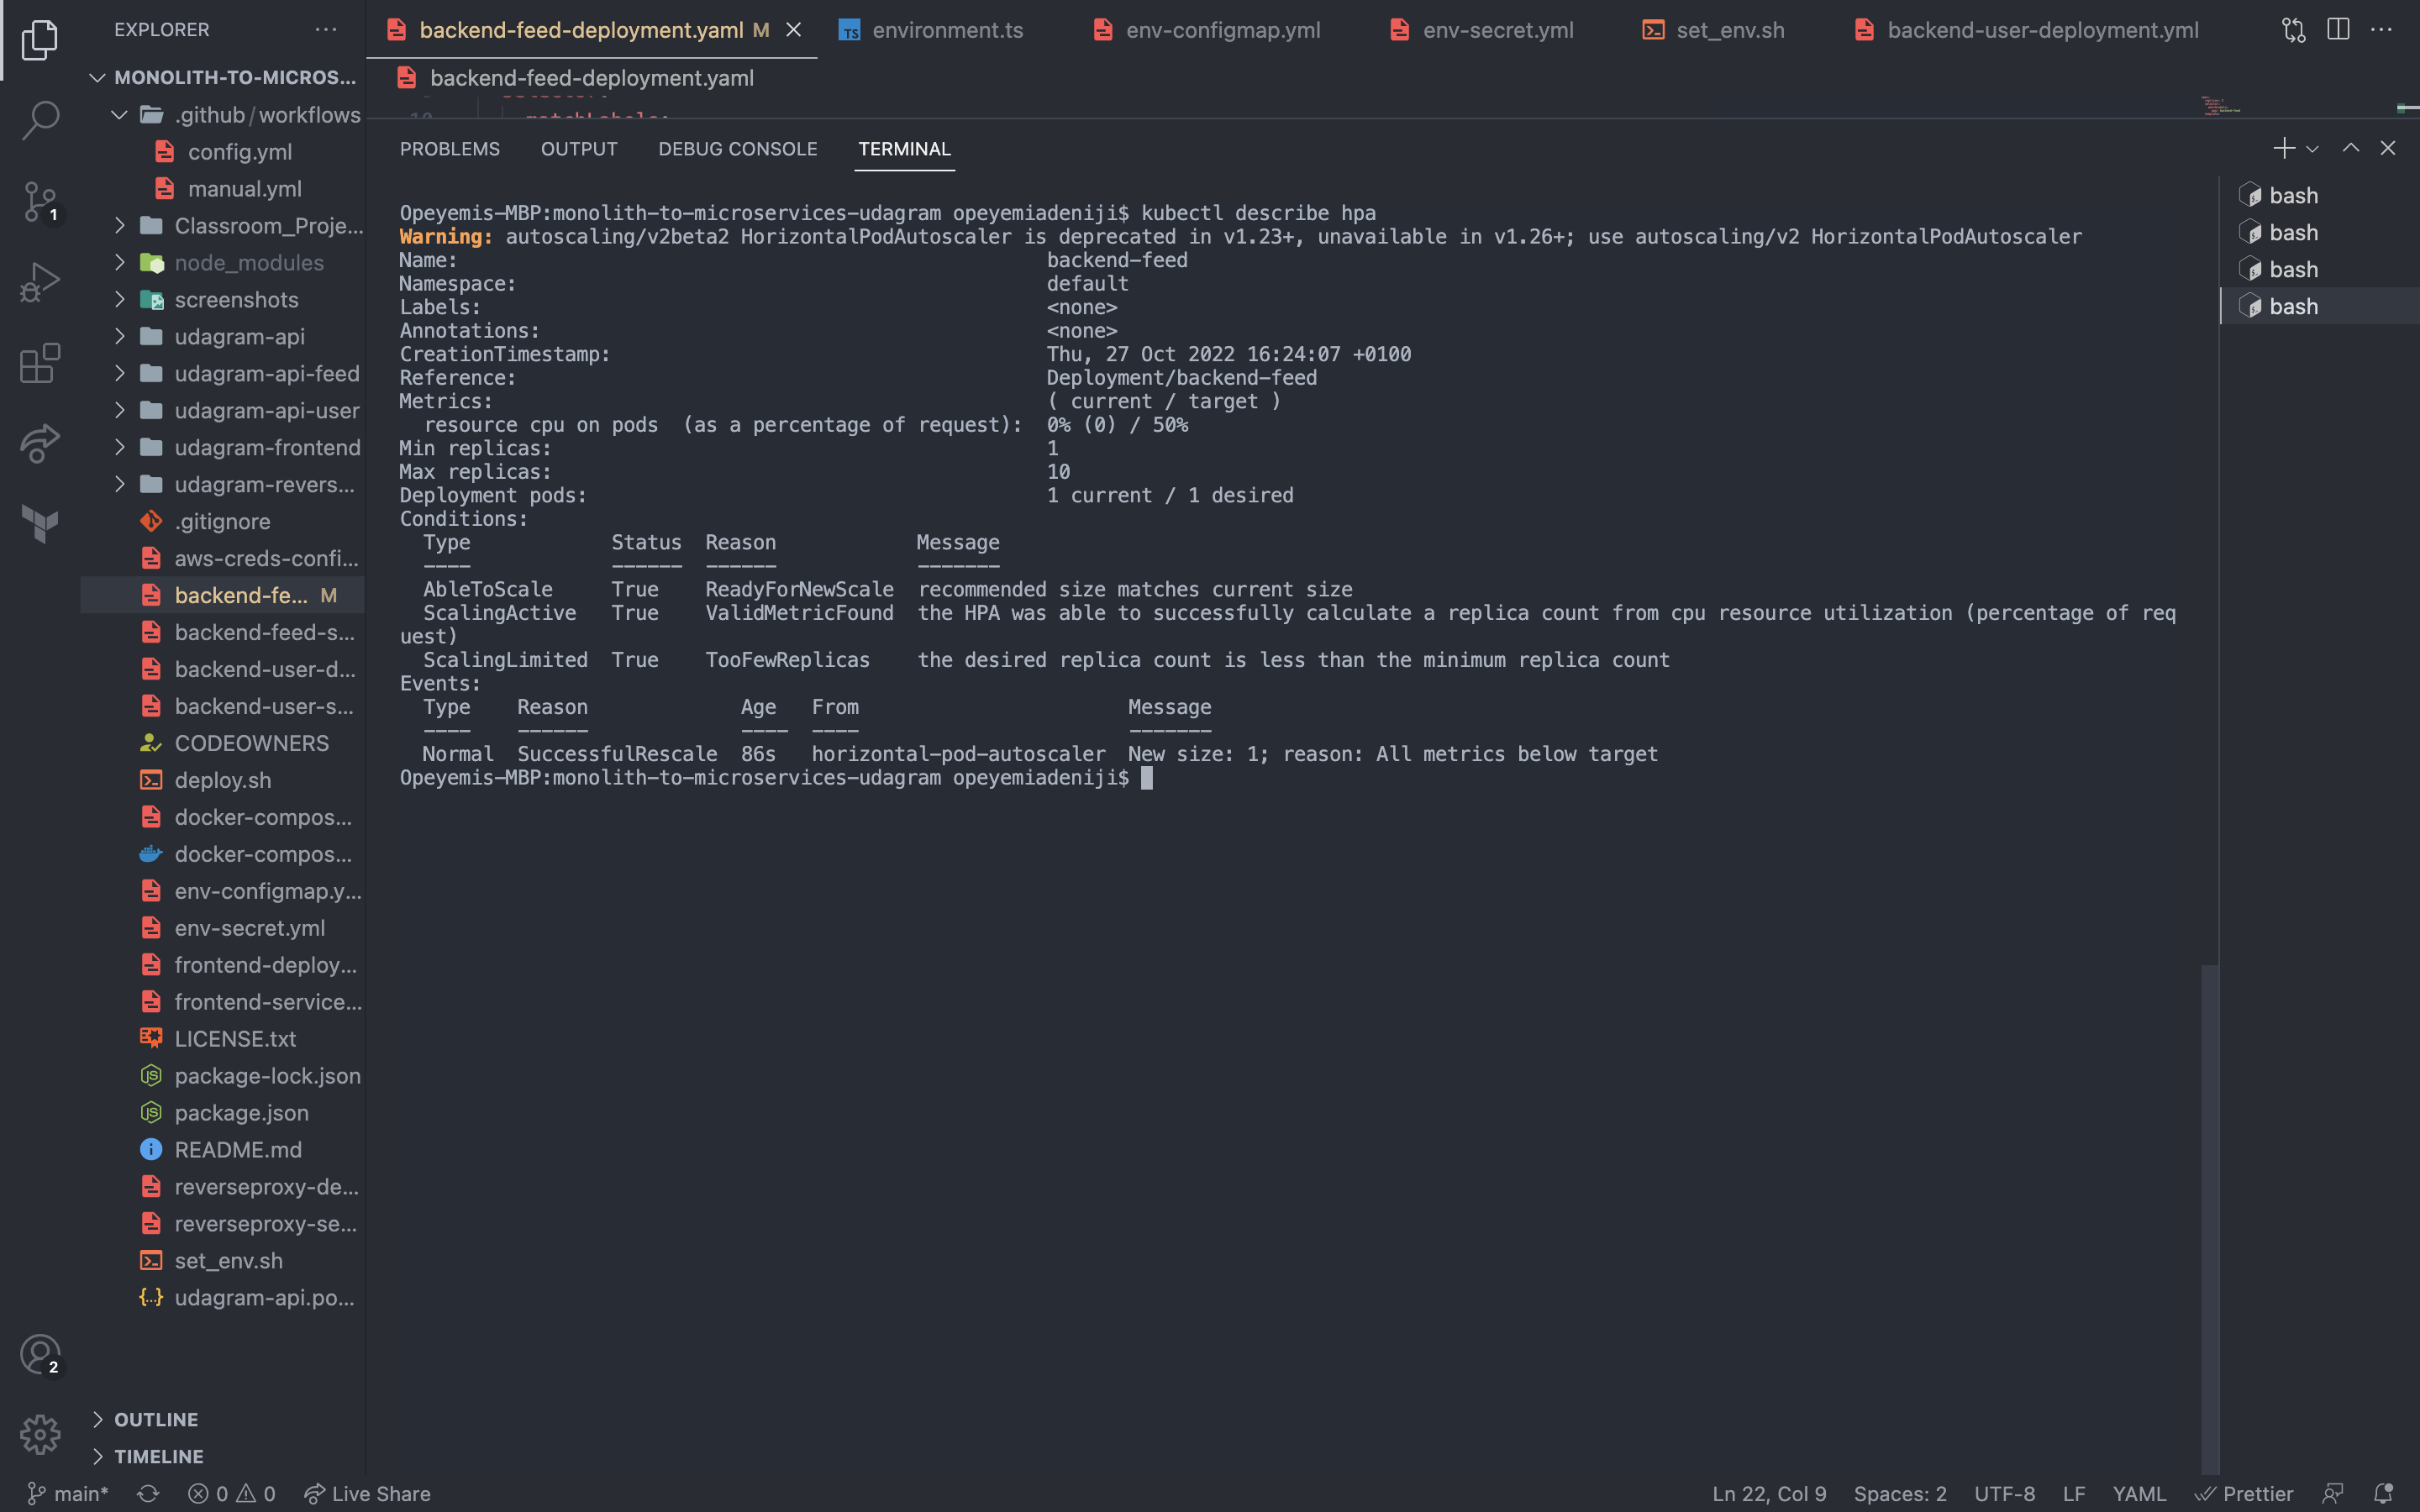 EXPLORER
MONOLITH-TO-MICROS...
.github/workflows
config.yml
manual.yml
Classroom_Proje...
node_modules
screenshots
udagram-api
udagram-api-feed
udagram-api-user
udagram-frontend
udagram-revers...
.gitignore
aws-creds-confi...
backend-fe... M
backend-feed-s...
backend-user-d...
backend-user-s...
CODEOWNERS
deploy.sh
docker-compos...
docker-compos...
env-configmap.y...
env-secret.yml
frontend-deploy...
frontend-service...
LICENSE.txt
package-lock.json
package.json
README.md
reverseproxy-de...
reverseproxy-se...
set_env.sh
udagram-api.po...
OUTLINE
TIMELINE
1
2
backend-feed-deployment.yaml M
environment.ts
env-configmap.yml
env-secret.yml
set_env.sh
backend-user-deployment.yml
backend-feed-deployment.yaml
10 matchLabels:
PROBLEMS OUTPUT DEBUG CONSOLE TERMINAL
Opeyemis-MBP:monolith-to-microservices-udagram opeyemiadeniji$ kubectl describe hpa
Warning: autoscaling/v2beta2 HorizontalPodAutoscaler is deprecated in v1.23+, unavailable in v1.26+; use autoscaling/v2 HorizontalPodAutoscaler
Name: backend-feed
Namespace: default
Labels: <none>
Annotations: <none>
CreationTimestamp: Thu, 27 Oct 2022 16:24:07 +0100
Reference: Deployment/backend-feed
Metrics: ( current / target )
resource cpu on pods (as a percentage of request): 0% (0) / 50%
Min replicas: 1
Max replicas: 10
Deployment pods: 1 current / 1 desired
Conditions:
Type Status Reason Message
---- ------ ------ -------
AbleToScale True ReadyForNewScale recommended size matches current size
ScalingActive True ValidMetricFound the HPA was able to successfully calculate a replica count from cpu resource utilization (percentage of req
uest)
ScalingLimited True TooFewReplicas the desired replica count is less than the minimum replica count
Events:
Type Reason Age From Message
---- ------ ---- ---- -------
Normal SuccessfulRescale 86s horizontal-pod-autoscaler New size: 1; reason: All metrics below target
Opeyemis-MBP:monolith-to-microservices-udagram opeyemiadeniji$
bash
bash
bash
bash
main* 0 0 Live Share
Ln 22, Col 9 Spaces: 2 UTF-8 LF YAML Prettier